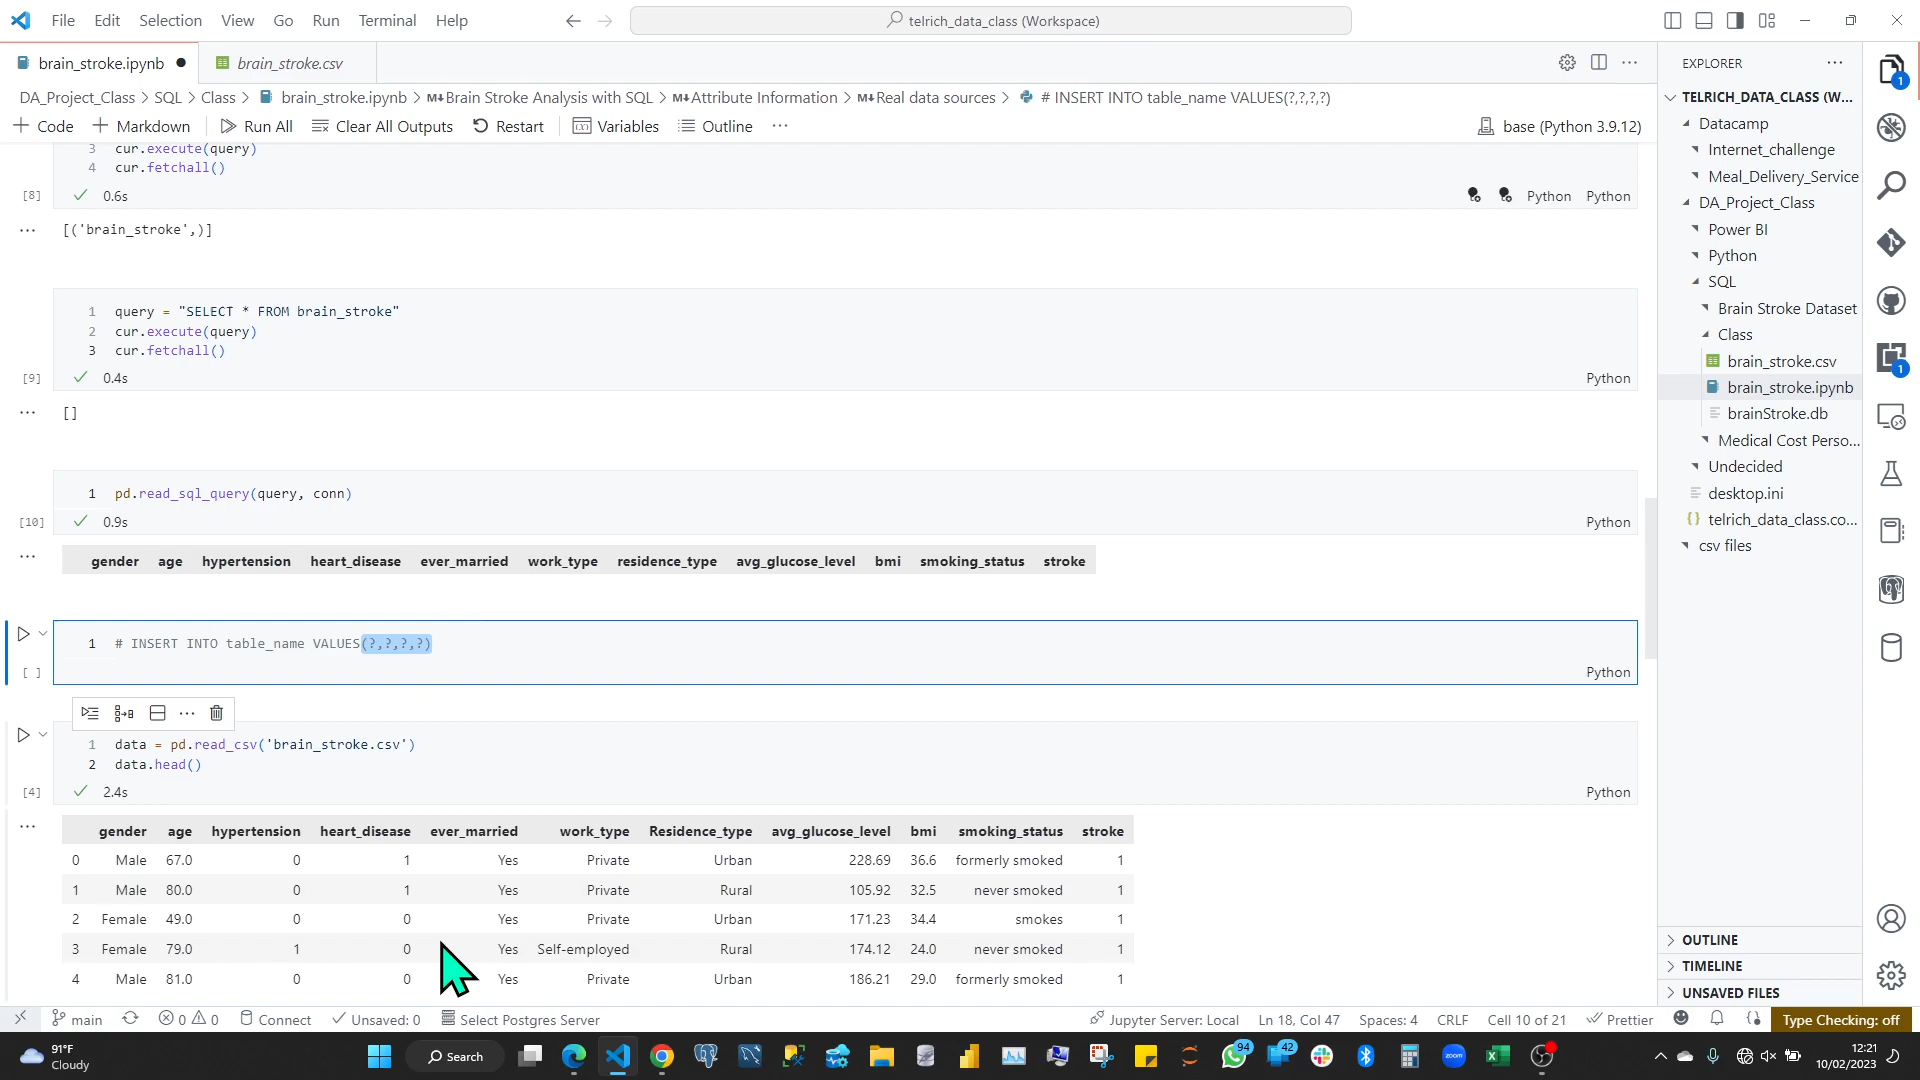 File Edit Selection View Go Run Terminal Help
telrich_data_class (Workspace)
brain_stroke.ipynb
brain_stroke.csv
DA_Project_Class > SQL > Class > brain_stroke.ipynb > M↓Brain Stroke Analysis with SQL > M↓Attribute Information > M↓Real data sources > # INSERT INTO table_name VALUES(?,?,?,?)
+ Code + Markdown Run All Clear All Outputs Restart Variables Outline ...
base (Python 3.9.12)
3 cur.execute(query)
4 cur.fetchall()
[8] 0.6s Python Python
[('brain_stroke',)]
1 query = "SELECT * FROM brain_stroke"
2 cur.execute(query)
3 cur.fetchall()
[9] 0.4s Python
[]
1 pd.read_sql_query(query, conn)
[10] 0.9s Python
gender age hypertension heart_disease ever_married work_type residence_type avg_glucose_level bmi smoking_status stroke
1 # INSERT INTO table_name VALUES(?,?,?,?)
[ ] Python
1 data = pd.read_csv('brain_stroke.csv')
2 data.head()
[4] 2.4s Python
gender age hypertension heart_disease ever_married work_type Residence_type avg_glucose_level bmi smoking_status stroke
0 Male 67.0 0 1 Yes Private Urban 228.69 36.6 formerly smoked 1
1 Male 80.0 0 1 Yes Private Rural 105.92 32.5 never smoked 1
2 Female 49.0 0 0 Yes Private Urban 171.23 34.4 smokes 1
3 Female 79.0 1 0 Yes Self-employed Rural 174.12 24.0 never smoked 1
4 Male 81.0 0 0 Yes Private Urban 186.21 29.0 formerly smoked 1
EXPLORER
TELRICH_DATA_CLASS (W...
Datacamp
Internet_challenge
Meal_Delivery_Service
DA_Project_Class
Power BI
Python
SQL
Brain Stroke Dataset
Class
brain_stroke.csv
brain_stroke.ipynb
brainStroke.db
Medical Cost Perso...
Undecided
desktop.ini
telrich_data_class.co...
csv files
OUTLINE
TIMELINE
UNSAVED FILES
1
1
main 0 0 Connect Unsaved: 0 Select Postgres Server
Jupyter Server: Local Ln 18, Col 47 Spaces: 4 CRLF Cell 10 of 21 Prettier Type Checking: off
91°F
Cloudy
Search
94
42
zoom
12:21
10/02/2023